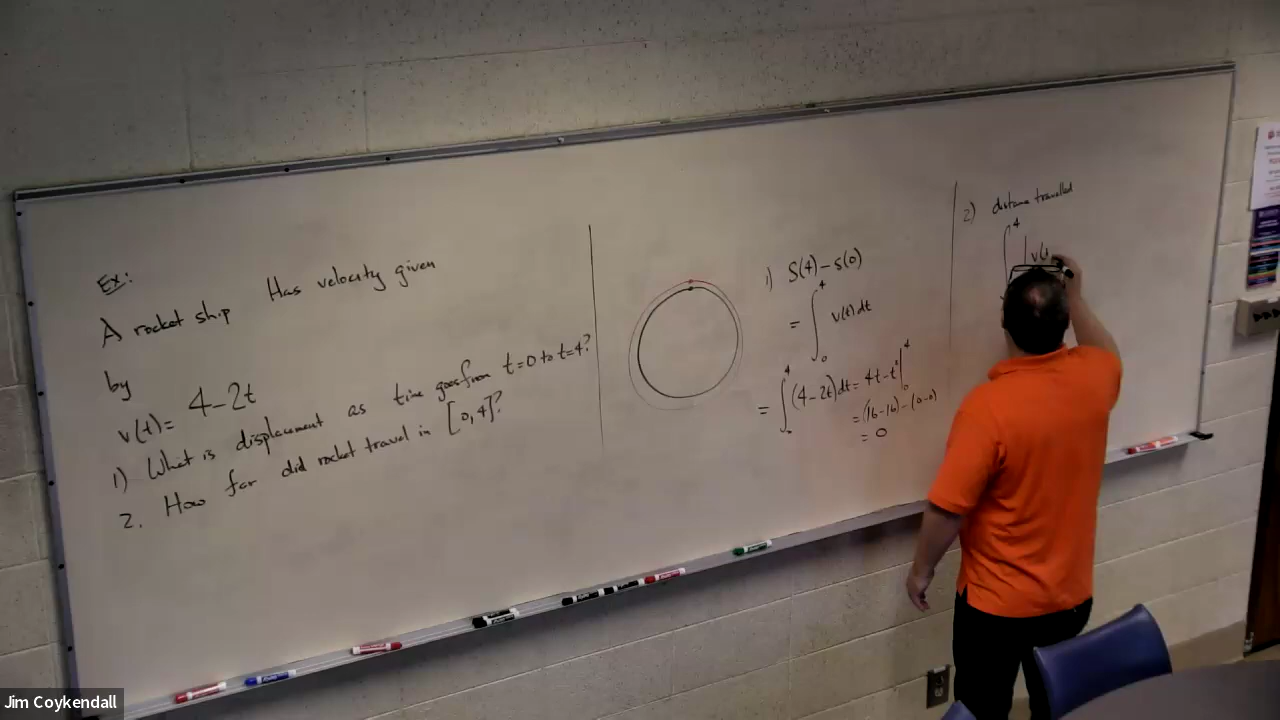 Ex:
A rocket ship Has velocity given
by
v(t) = 4-2t
1) What is displacement as time goes from t=0 to t=4?
2. How far did rocket travel in [0,4]?
1) S(4) - s(0)
= ∫₀⁴ v(t) dt
= ∫₀⁴ (4-2t) dt = 4t - t² |₀⁴
= (16-16) - (0-0)
= 0
2) distance travelled
∫⁴ | v(t
Jim Coykendall